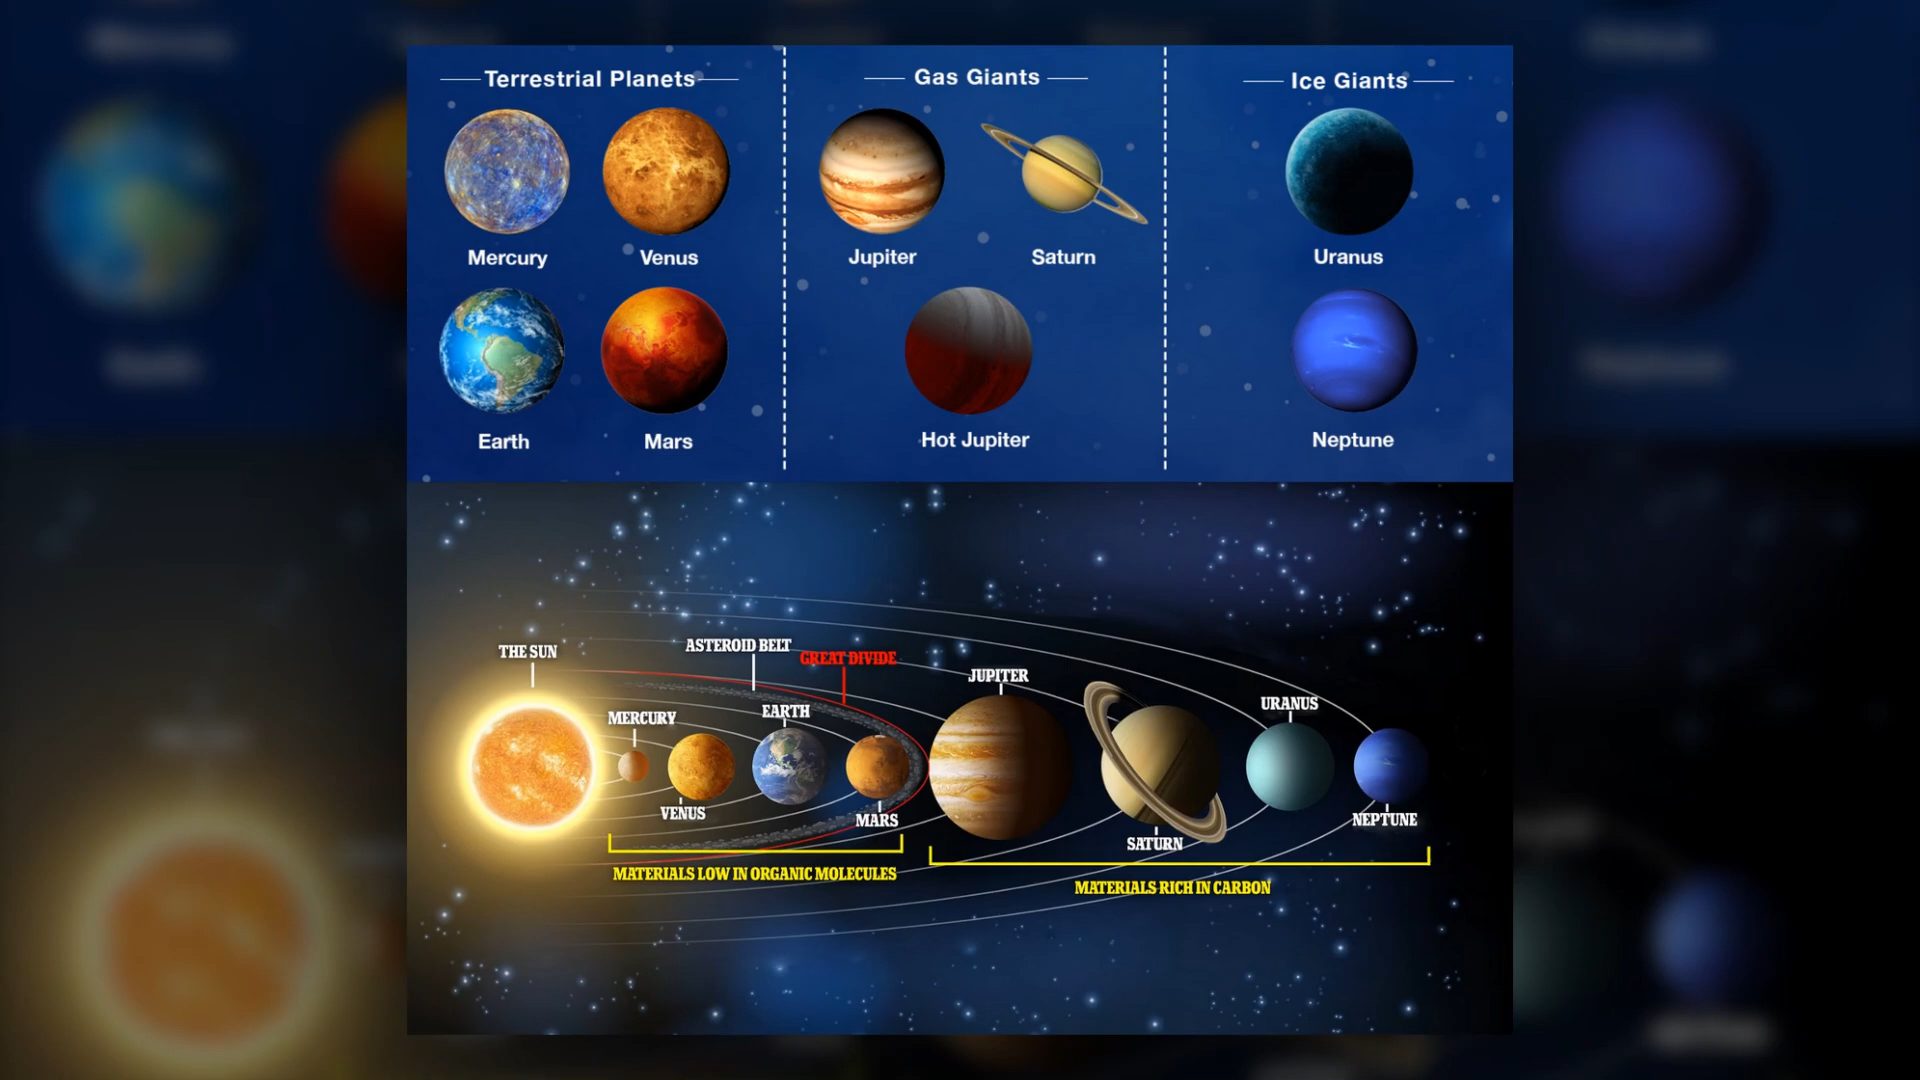 Terrestrial Planets
Gas Giants
Ice Giants
Mercury
Venus
Jupiter
Saturn
Uranus
Earth
Mars
Hot Jupiter
Neptune
THE SUN
ASTEROID BELT
GREAT DIVIDE
JUPITER
MERCURY
EARTH
URANUS
VENUS
MARS
SATURN
NEPTUNE
MATERIALS LOW IN ORGANIC MOLECULES
MATERIALS RICH IN CARBON